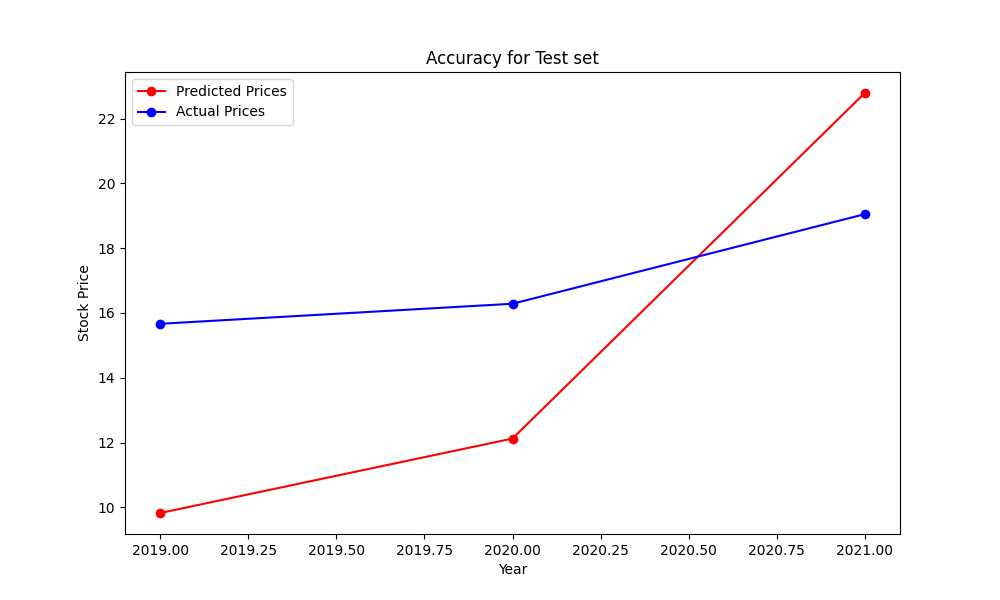 Accuracy for Test set
Predicted Prices
Actual Prices
22
20
18
16
14
12
10
Stock Price
2019.00 2019.25 2019.50 2019.75 2020.00 2020.25 2020.50 2020.75 2021.00
Year